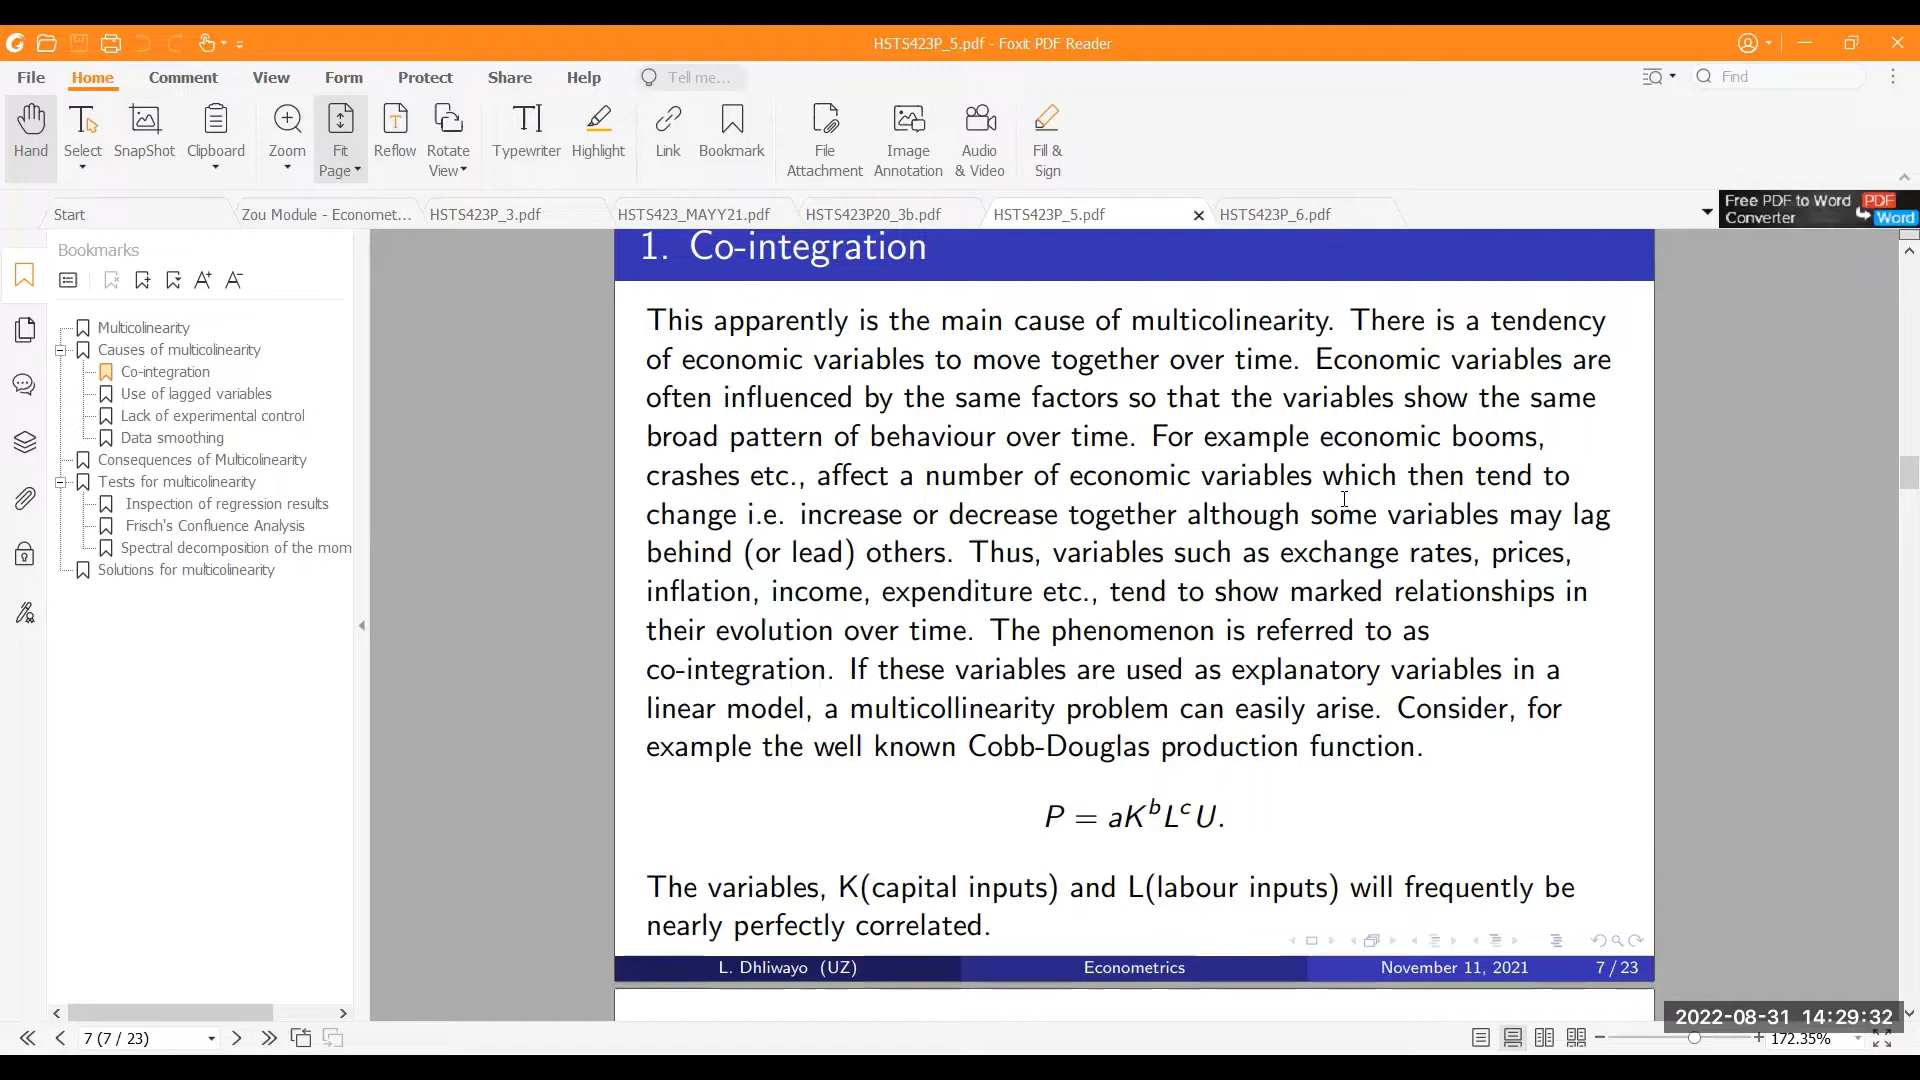 HSTS423P_5.pdf - Foxit PDF Reader
File Home Comment View Form Protect Share Help Tell me... Find
Hand Select SnapShot Clipboard Zoom Fit Page Reflow Rotate View Typewriter Highlight Link Bookmark File Attachment Image Annotation Audio & Video Fill & Sign
Start Zou Module - Economet... HSTS423P_3.pdf HSTS423_MAYY21.pdf HSTS423P20_3b.pdf HSTS423P_5.pdf HSTS423P_6.pdf
Free PDF to Word Converter PDF Word
Bookmarks
Multicolinearity
Causes of multicolinearity
Co-integration
Use of lagged variables
Lack of experimental control
Data smoothing
Consequences of Multicolinearity
Tests for multicolinearity
Inspection of regression results
Frisch's Confluence Analysis
Spectral decomposition of the mom
Solutions for multicolinearity
1. Co-integration
This apparently is the main cause of multicolinearity. There is a tendency
of economic variables to move together over time. Economic variables are
often influenced by the same factors so that the variables show the same
broad pattern of behaviour over time. For example economic booms,
crashes etc., affect a number of economic variables which then tend to
change i.e. increase or decrease together although some variables may lag
behind (or lead) others. Thus, variables such as exchange rates, prices,
inflation, income, expenditure etc., tend to show marked relationships in
their evolution over time. The phenomenon is referred to as
co-integration. If these variables are used as explanatory variables in a
linear model, a multicollinearity problem can easily arise. Consider, for
example the well known Cobb-Douglas production function.
P = aK^b L^c U.
The variables, K(capital inputs) and L(labour inputs) will frequently be
nearly perfectly correlated.
L. Dhliwayo (UZ) Econometrics November 11, 2021 7 / 23
2022-08-31 14:29:32
7 (7 / 23) 172.35%